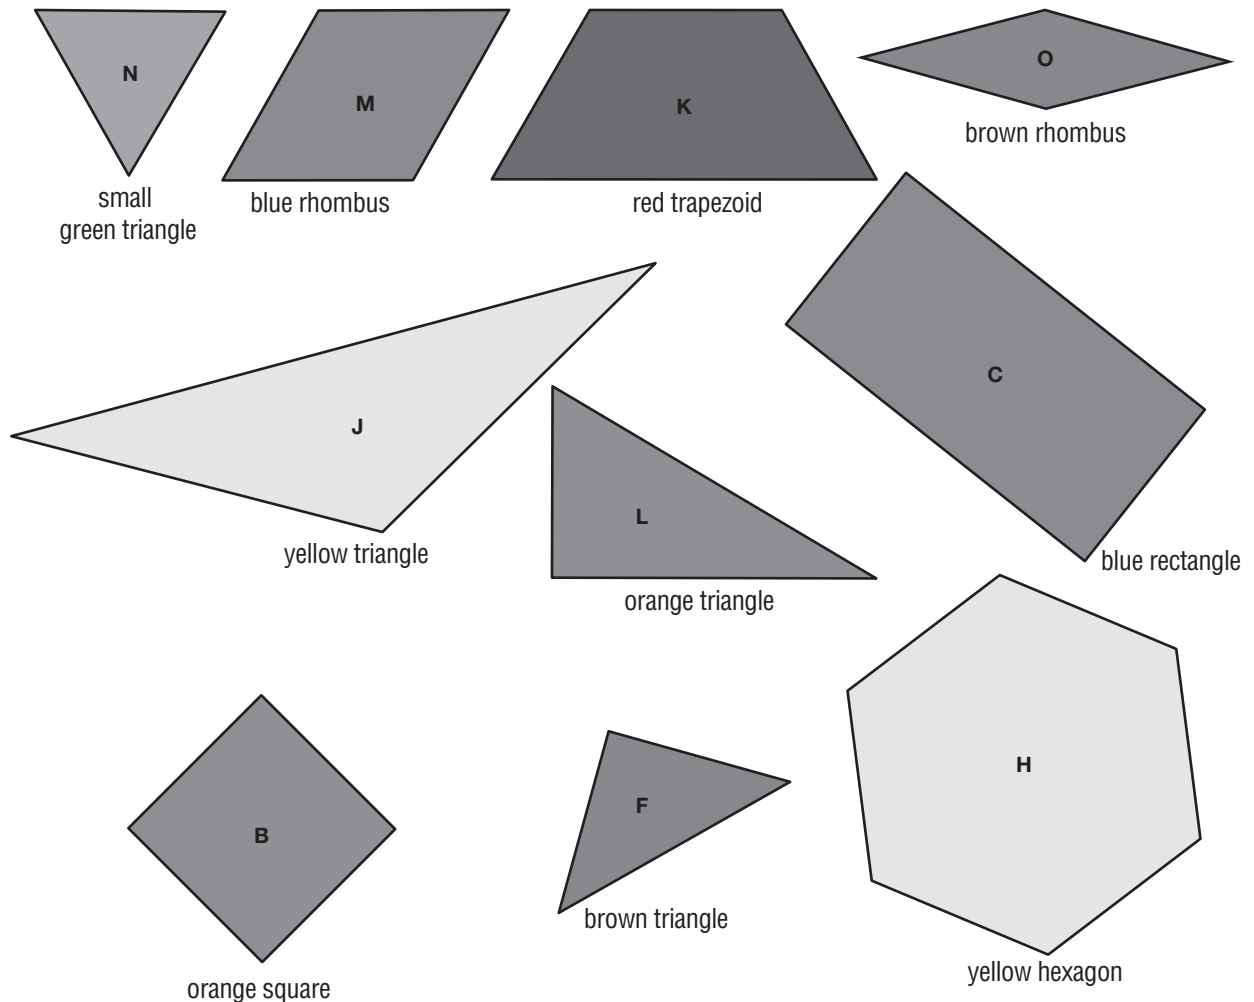 N
M
K
O
brown rhombus
small
green triangle
blue rhombus
red trapezoid
C
J
L
yellow triangle
blue rectangle
orange triangle
H
F
B
brown triangle
yellow hexagon
orange square